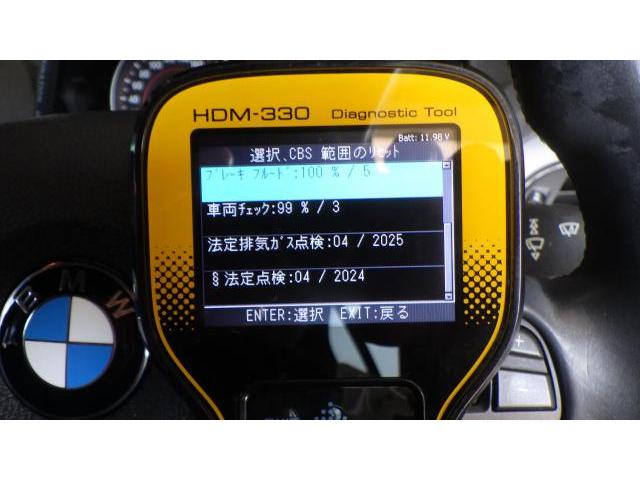 HDM-330 Diagnostic Tool
Batt: 11.98 V
選択、CBS 範囲のリセット
ブレーキ フルード:100 % / 5
車両チェック:99 % / 3
法定排気ガス点検:04 / 2025
§法定点検:04 / 2024
ENTER:選択 EXIT:戻る
BMW